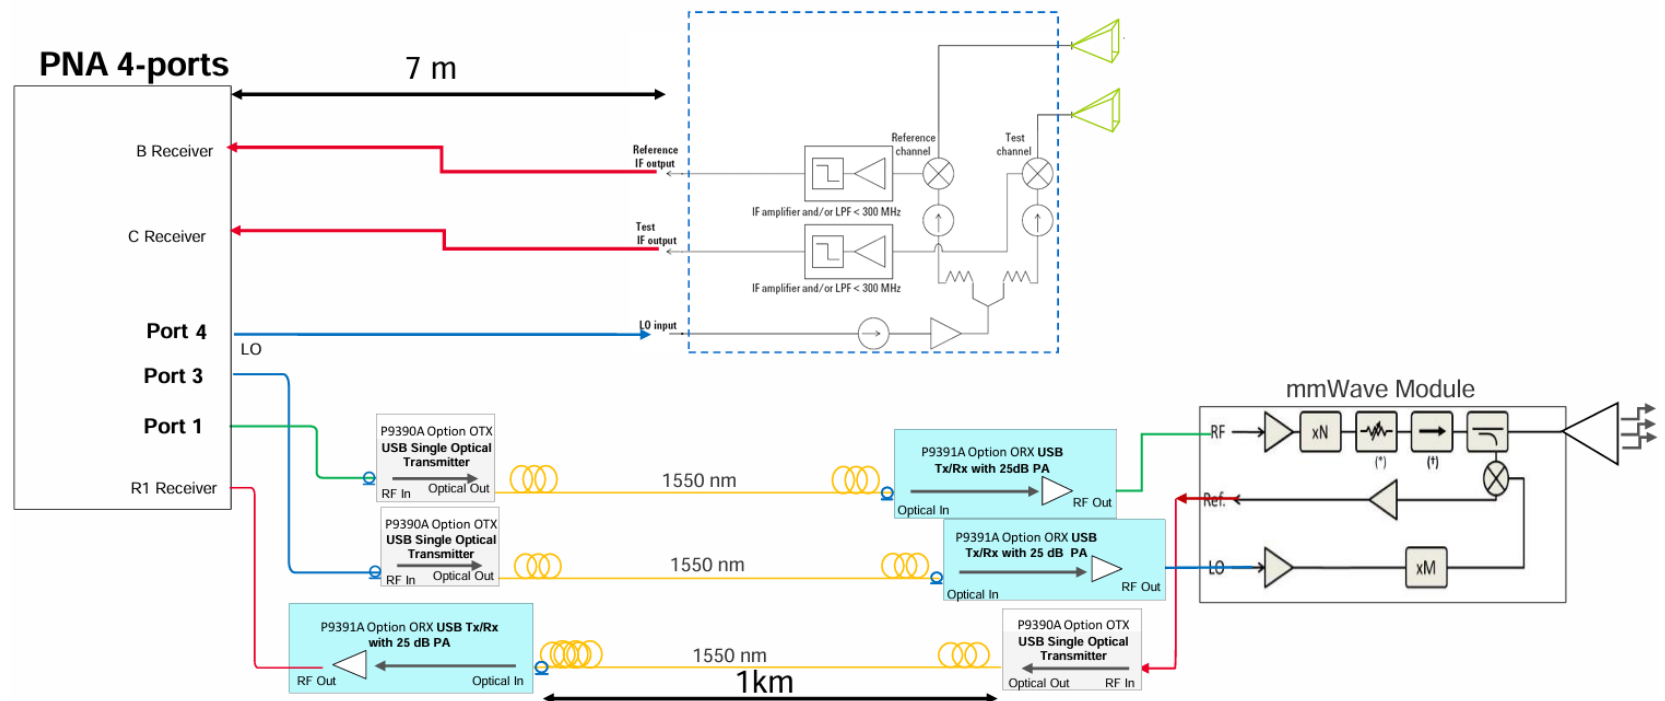 PNA 4-ports
7 m
B Receiver
C Receiver
Port 4
LO
Port 3
Port 1
R1 Receiver
Reference
IF output
Test
IF output
LO input
Reference
channel
Test
channel
IF amplifier and/or LPF < 300 MHz
IF amplifier and/or LPF < 300 MHz
P9390A Option OTX
USB Single Optical
Transmitter
RF In
Optical Out
1550 nm
P9391A Option ORX USB
Tx/Rx with 25dB PA
Optical In
RF Out
P9390A Option OTX
USB Single Optical
Transmitter
RF In
Optical Out
1550 nm
P9391A Option ORX USB
Tx/Rx with 25 dB PA
Optical In
RF Out
P9391A Option ORX USB Tx/Rx
with 25 dB PA
RF Out
Optical In
1550 nm
1km
P9390A Option OTX
USB Single Optical
Transmitter
Optical Out
RF In
mmWave Module
RF
xN
(*)
(†)
Ref.
LO
xM